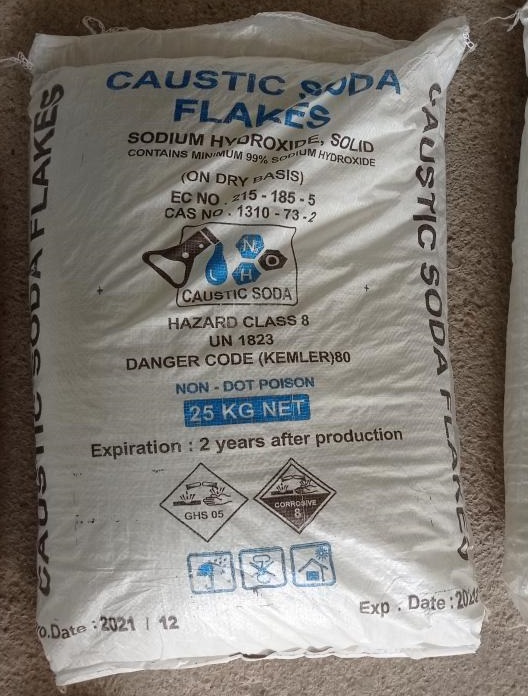 CAUSTIC SODA
FLAKES
SODIUM HYDROXIDE, SOLID
CONTAINS MINIMUM 99% SODIUM HYDROXIDE
(ON DRY BASIS)
EC NO . 215 - 185 - 5
CAS NO . 1310 - 73 - 2
N
O
L
H
CAUSTIC SODA
HAZARD CLASS 8
UN 1823
DANGER CODE (KEMLER)80
NON - DOT POISON
25 KG NET
Expiration : 2 years after production
GHS 05
CORROSIVE
8
.Date : 2021 / 12
Exp . Date :
CAUSTIC SODA FLAKES
CAUSTIC SODA FLAKES